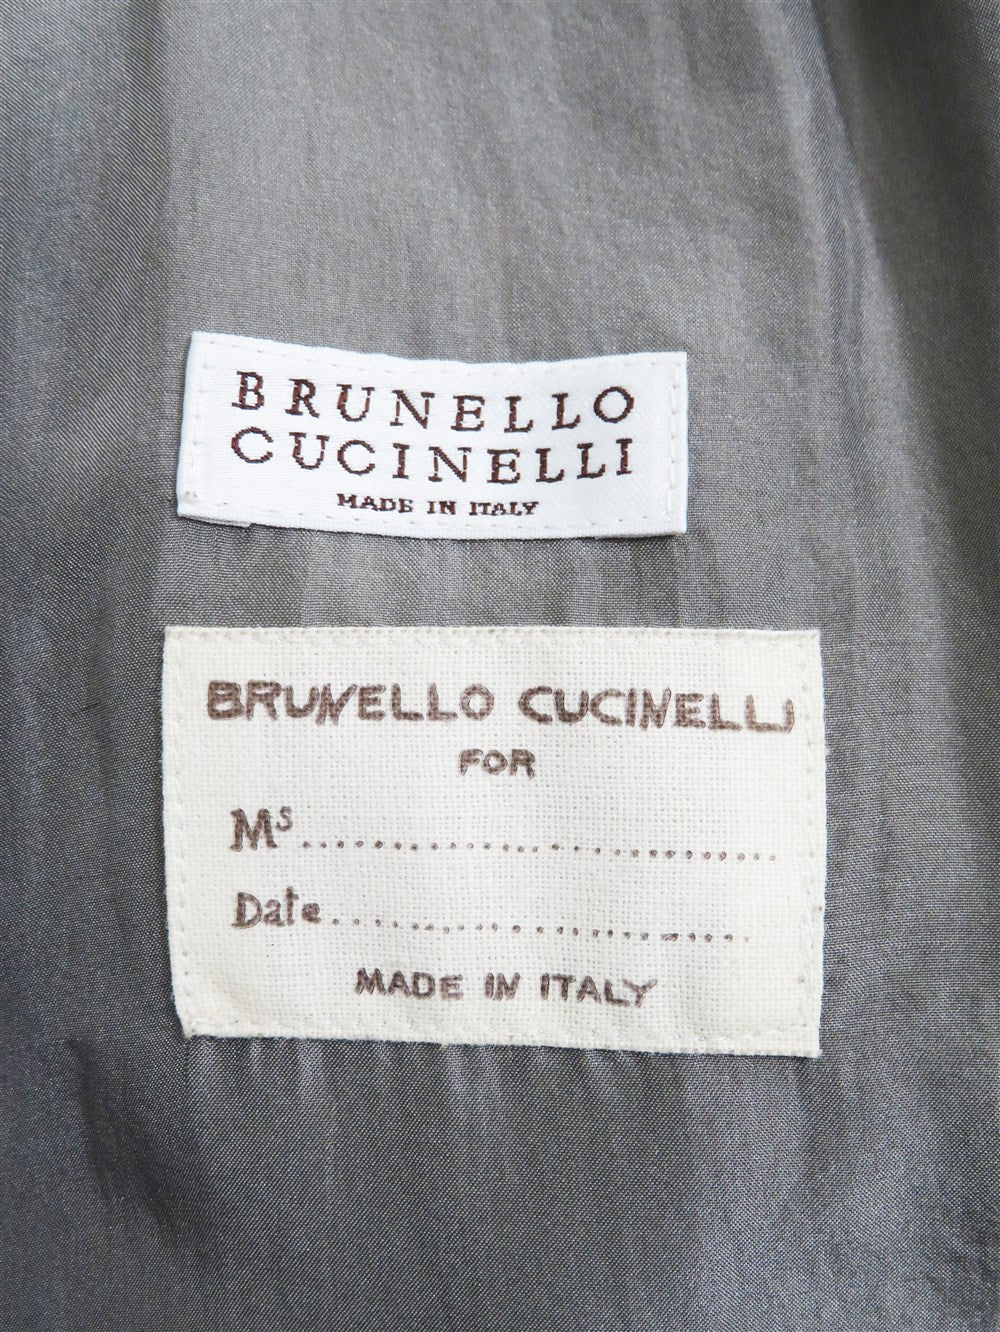 BRUNELLO
CUCINELLI
MADE IN ITALY
BRUNELLO CUCINELLI
FOR
Ms..............................
Date..............................
MADE IN ITALY